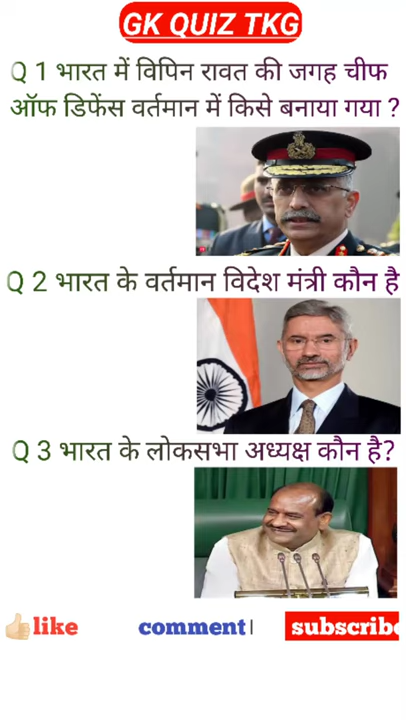 GK QUIZ TKG
Q 1 भारत में विपिन रावत की जगह चीफ
ऑफ डिफेंस वर्तमान में किसे बनाया गया ?
Q 2 भारत के वर्तमान विदेश मंत्री कौन है
Q 3 भारत के लोकसभा अध्यक्ष कौन है?
👍🏻like comment subscribe